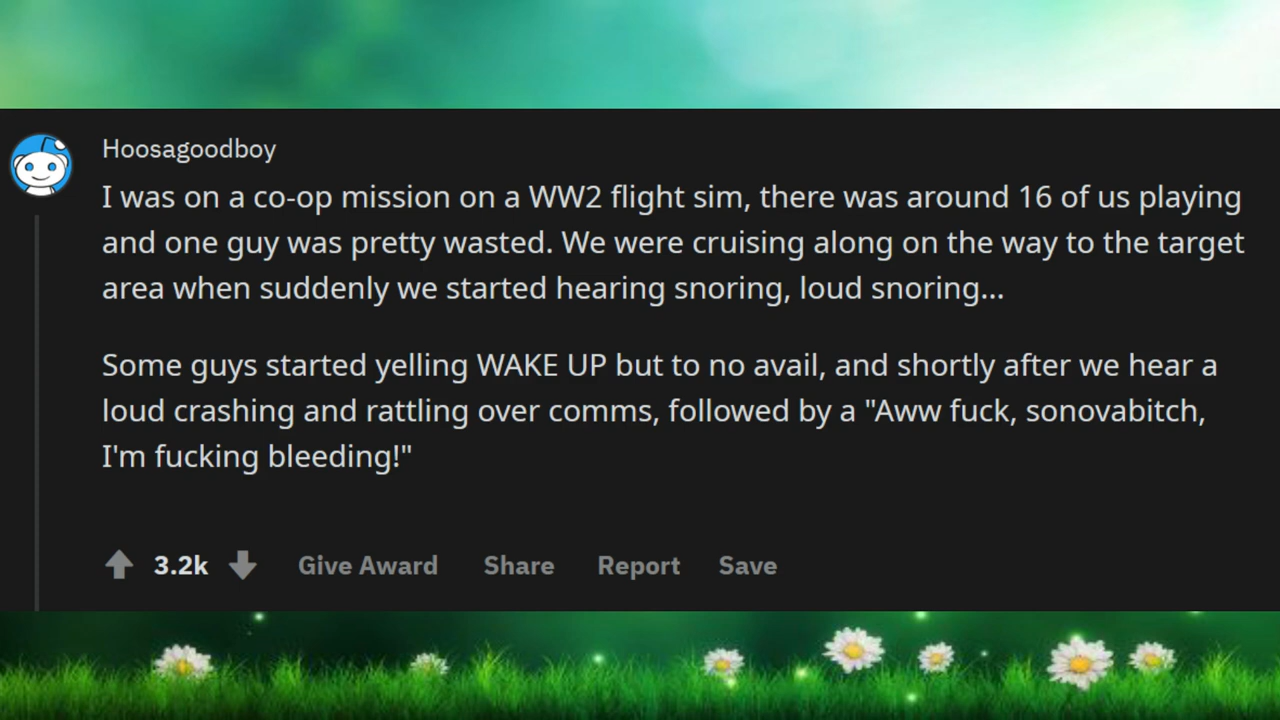 Hoosagoodboy
I was on a co-op mission on a WW2 flight sim, there was around 16 of us playing
and one guy was pretty wasted. We were cruising along on the way to the target
area when suddenly we started hearing snoring, loud snoring...
Some guys started yelling WAKE UP but to no avail, and shortly after we hear a
loud crashing and rattling over comms, followed by a "Aww fuck, sonovabitch,
I'm fucking bleeding!"
3.2k Give Award Share Report Save